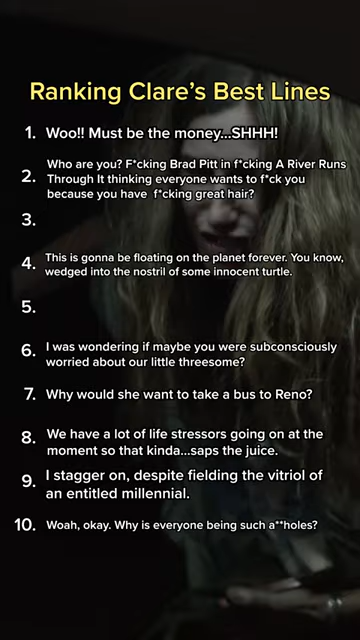 Ranking Clare's Best Lines
1. Woo!! Must be the money...SHHH!
2. Who are you? F*cking Brad Pitt in f*cking A River Runs
Through It thinking everyone wants to f*ck you
because you have f*cking great hair?
3.
4. This is gonna be floating on the planet forever. You know,
wedged into the nostril of some innocent turtle.
5.
6. I was wondering if maybe you were subconsciously
worried about our little threesome?
7. Why would she want to take a bus to Reno?
8. We have a lot of life stressors going on at the
moment so that kinda...saps the juice.
9. I stagger on, despite fielding the vitriol of
an entitled millennial.
10. Woah, okay. Why is everyone being such a**holes?